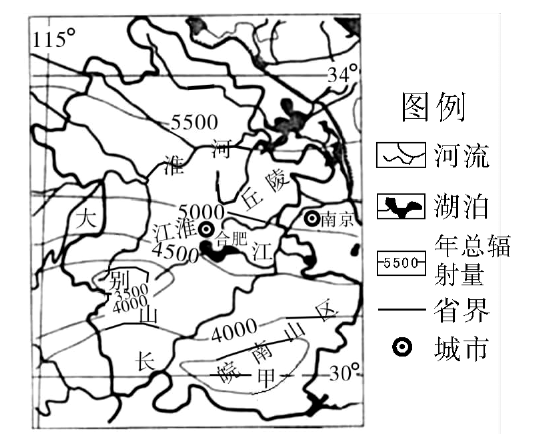 115°
34°
5500
淮河
丘陵
大
5000
江淮
南京
合肥
4500
江
别
3500
4000
山
4000
皖南山区
长
甲
30°
图例
河流
湖泊
5500 年总辐射量
省界
城市